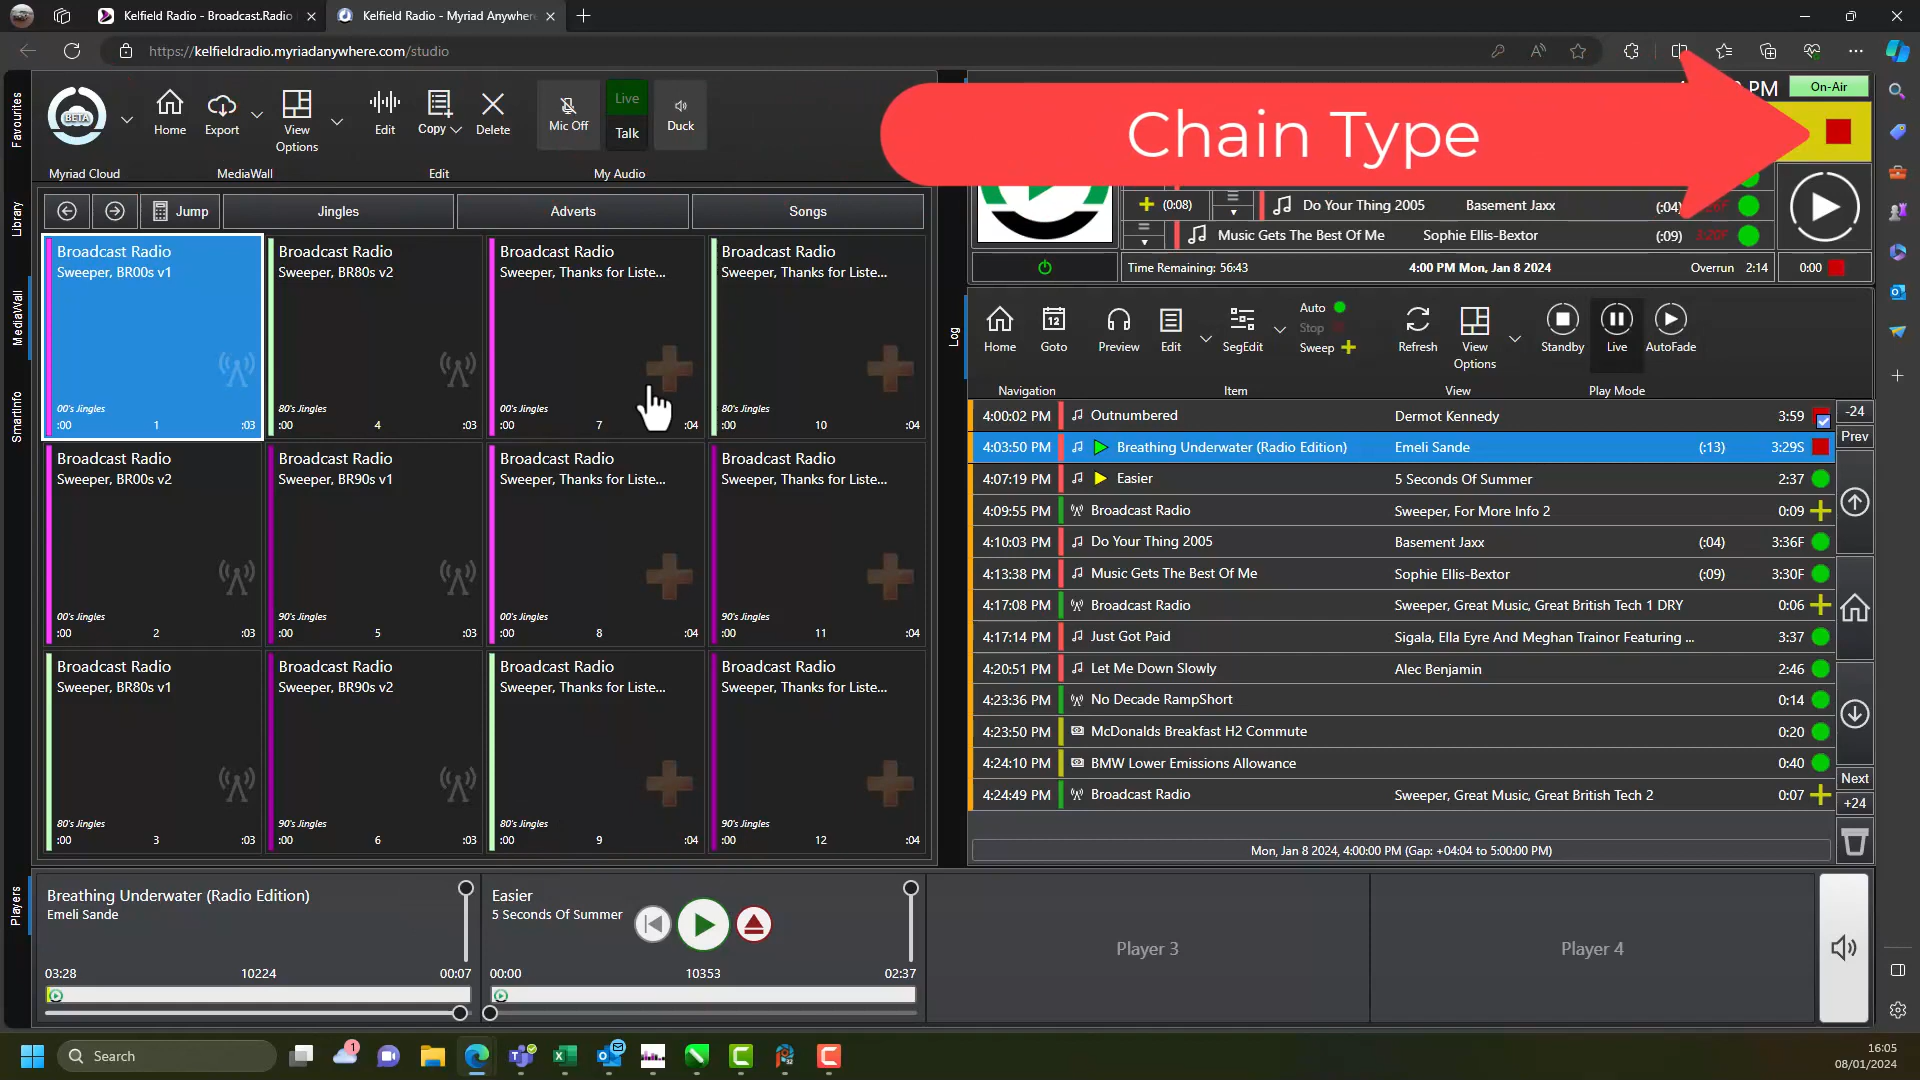 Kelfield Radio - Broadcast.Radio
Kelfield Radio - Myriad Anywhere
https://kelfieldradio.myriadanywhere.com/studio
Favourites
Library
MediaWall
SmartInfo
BETA
Home
Export
View Options
Edit
Copy
Delete
Mic Off
Live
Talk
Duck
Myriad Cloud
MediaWall
Edit
My Audio
Jump
Jingles
Adverts
Songs
Broadcast Radio
Sweeper, BR00s v1
00's Jingles
:00 1 :03
Broadcast Radio
Sweeper, BR80s v2
80's Jingles
:00 4 :03
Broadcast Radio
Sweeper, Thanks for Liste...
00's Jingles
:00 7 :04
Broadcast Radio
Sweeper, Thanks for Liste...
80's Jingles
:00 10 :04
Broadcast Radio
Sweeper, BR00s v2
00's Jingles
:00 2 :03
Broadcast Radio
Sweeper, BR90s v1
90's Jingles
:00 5 :03
Broadcast Radio
Sweeper, Thanks for Liste...
00's Jingles
:00 8 :04
Broadcast Radio
Sweeper, Thanks for Liste...
90's Jingles
:00 11 :04
Broadcast Radio
Sweeper, BR80s v1
80's Jingles
:00 3 :03
Broadcast Radio
Sweeper, BR90s v2
90's Jingles
:00 6 :03
Broadcast Radio
Sweeper, Thanks for Liste...
80's Jingles
:00 9 :04
Broadcast Radio
Sweeper, Thanks for Liste...
90's Jingles
:00 12 :04
PM
On-Air
Chain Type
(0:08) Do Your Thing 2005 Basement Jaxx (:04)
Music Gets The Best Of Me Sophie Ellis-Bextor (:09) 3:20F
Time Remaining: 56:43 4:00 PM Mon, Jan 8 2024 Overrun 2:14 0:00
Log
Home
Goto
12
Preview
Edit
SegEdit
Auto
Stop
Sweep
Refresh
View Options
Standby
Live
AutoFade
Navigation
Item
View
Play Mode
4:00:02 PM Outnumbered Dermot Kennedy 3:59
4:03:50 PM Breathing Underwater (Radio Edition) Emeli Sande (:13) 3:29S
4:07:19 PM Easier 5 Seconds Of Summer 2:37
4:09:55 PM Broadcast Radio Sweeper, For More Info 2 0:09
4:10:03 PM Do Your Thing 2005 Basement Jaxx (:04) 3:36F
4:13:38 PM Music Gets The Best Of Me Sophie Ellis-Bextor (:09) 3:30F
4:17:08 PM Broadcast Radio Sweeper, Great Music, Great British Tech 1 DRY 0:06
4:17:14 PM Just Got Paid Sigala, Ella Eyre And Meghan Trainor Featuring ... 3:37
4:20:51 PM Let Me Down Slowly Alec Benjamin 2:46
4:23:36 PM No Decade RampShort 0:14
4:23:50 PM McDonalds Breakfast H2 Commute 0:20
4:24:10 PM BMW Lower Emissions Allowance 0:40
4:24:49 PM Broadcast Radio Sweeper, Great Music, Great British Tech 2 0:07
-24
Prev
Next
+24
Mon, Jan 8 2024, 4:00:00 PM (Gap: +04:04 to 5:00:00 PM)
Players
Breathing Underwater (Radio Edition)
Emeli Sande
03:28 10224 00:07
Easier
5 Seconds Of Summer
00:00 10353 02:37
Player 3
Player 4
Search
1
16:05
08/01/2024